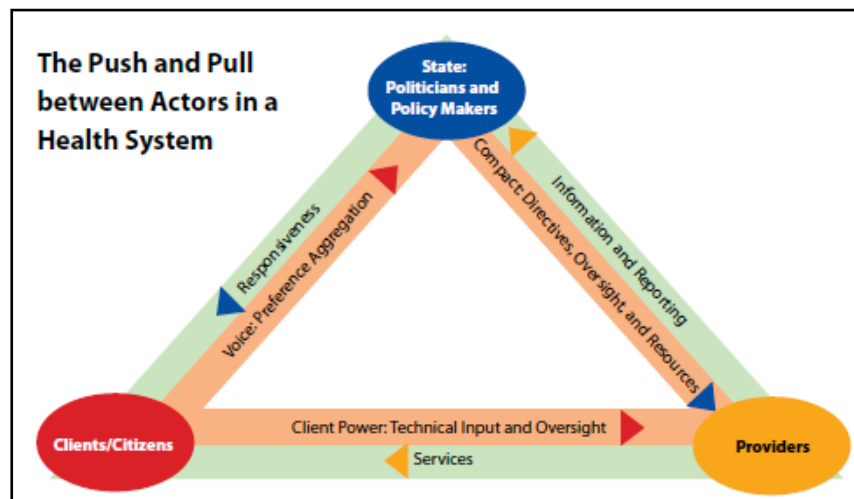 The Push and Pull
between Actors in a
Health System
State:
Politicians and
Policy Makers
Responsiveness
Voice: Preference Aggregation
Compact: Directives, Oversight, and Resources
Information and Reporting
Clients/Citizens
Client Power: Technical Input and Oversight
Services
Providers